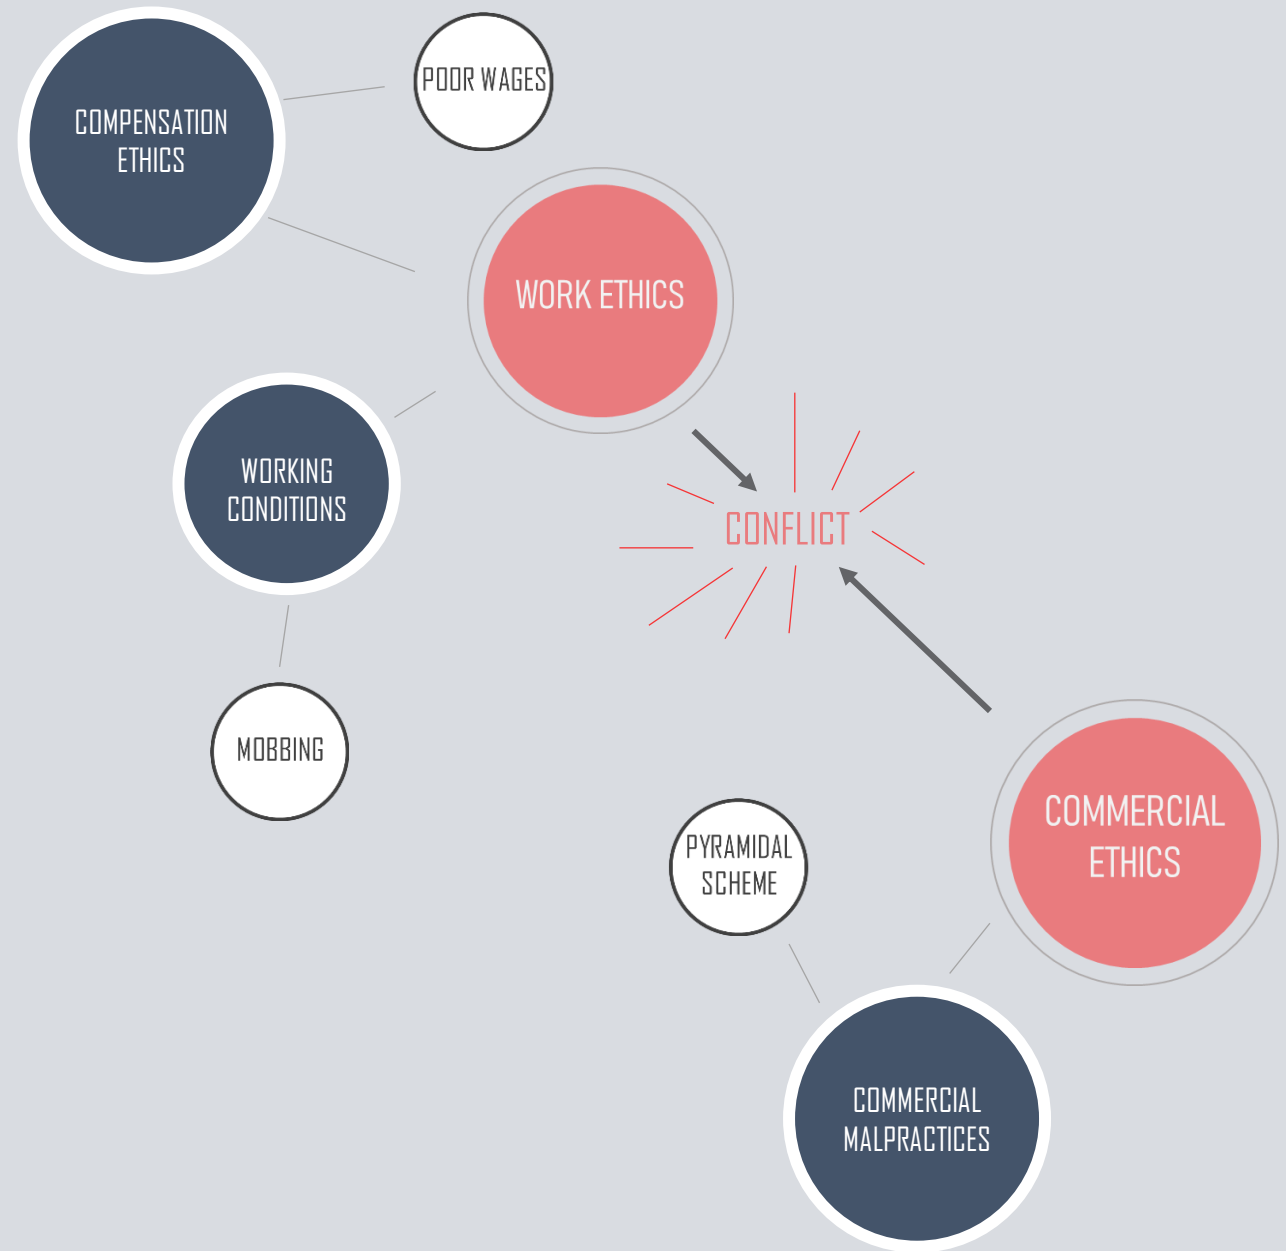 POOR WAGES
COMPENSATION
ETHICS
WORK ETHICS
WORKING
CONDITIONS
CONFLICT
MOBBING
COMMERCIAL
ETHICS
PYRAMIDAL
SCHEME
COMMERCIAL
MALPRACTICES